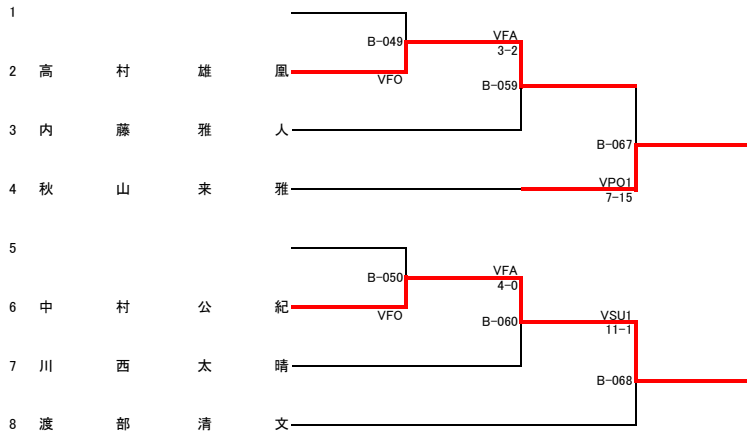 1
B-049
VFA
3-2
2 高 村 雄 凰
VFO
B-059
3 内 藤 雅 人
B-067
4 秋 山 来 雅
VPO1
7-15
5
B-050
VFA
4-0
6 中 村 公 紀
VFO
B-060
VSU1
11-1
7 川 西 太 晴
B-068
8 渡 部 清 文